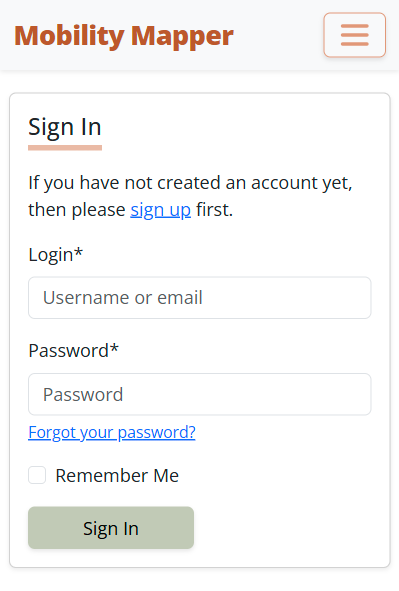 Mobility Mapper
Sign In
If you have not created an account yet,
then please sign up first.
Login*
Username or email
Password*
Password
Forgot your password?
Remember Me
Sign In